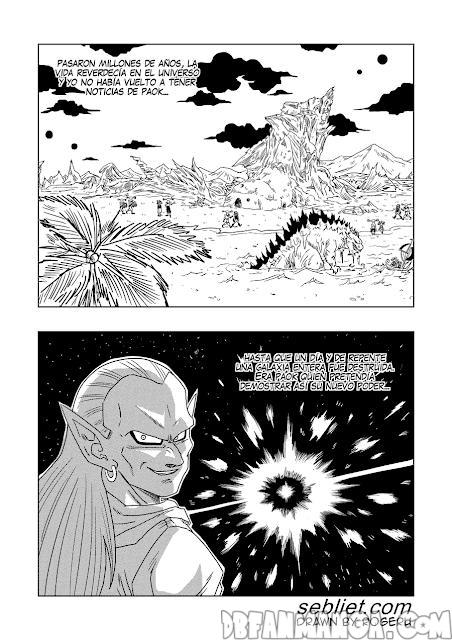 PASARON MILLONES DE AÑOS, LA
VIDA REVERDECÍA EN EL UNIVERSO
Y YO NO HABÍA VUELTO A TENER
NOTICIAS DE PAOK...
HASTA QUE UN DÍA Y DE REPENTE
UNA GALAXIA ENTERA FUE DESTRUIDA.
ERA PAOK QUIEN PRETENDÍA
DEMOSTRAR ASÍ SU NUEVO PODER...
sebliet.com
DRAWN BY ROSERU
DBFANMANGA.COM